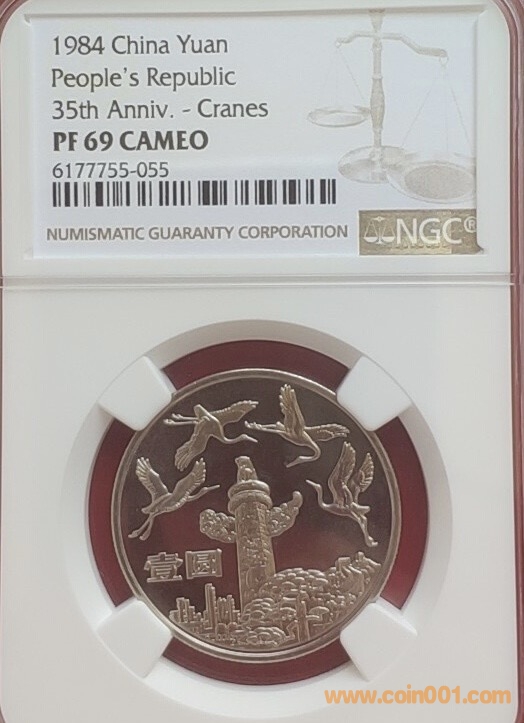 1984 China Yuan
People's Republic
35th Anniv. - Cranes
PF 69 CAMEO
6177755-055
NUMISMATIC GUARANTY CORPORATION
NGC®
壹圆
www.coin001.com